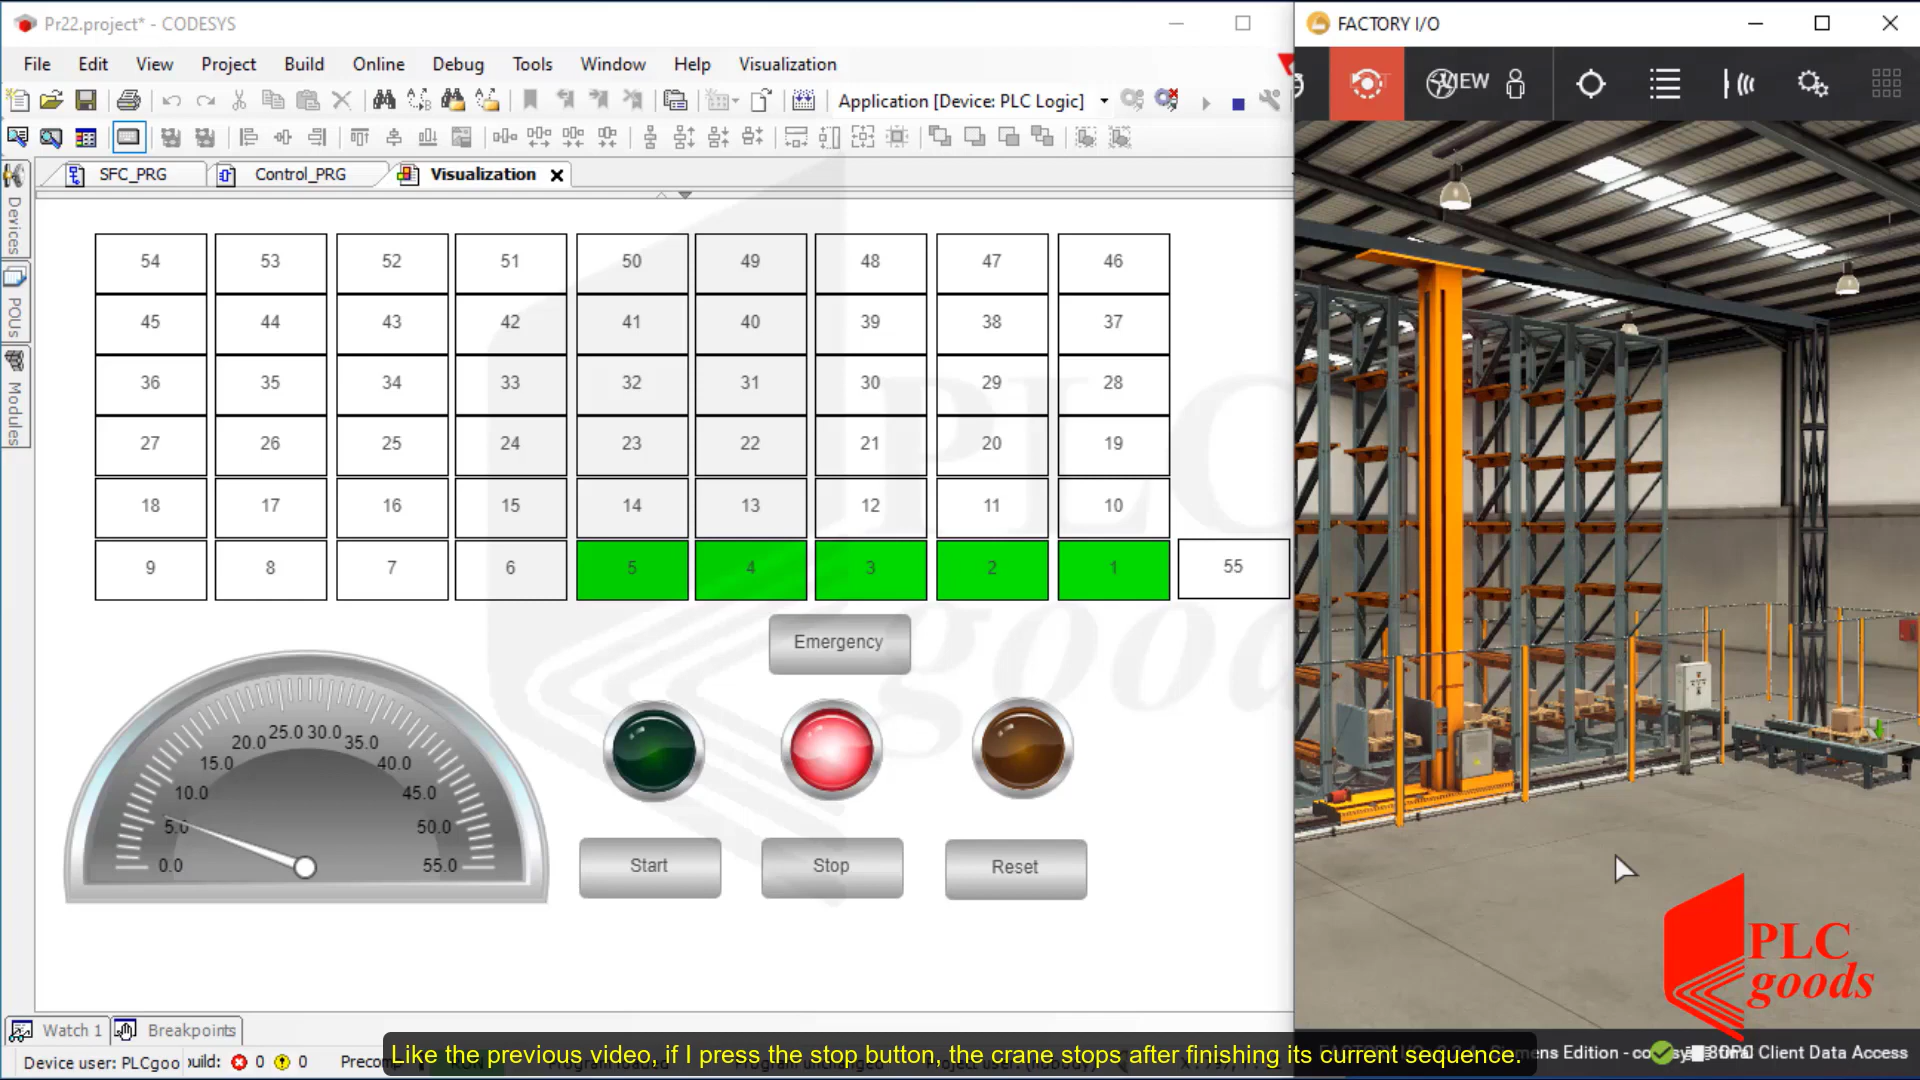 Pr22.project* - CODESYS
FACTORY I/O
File Edit View Project Build Online Debug Tools Window Help Visualization
VIEW
Application [Device: PLC Logic]
SFC_PRG Control_PRG Visualization
Devices
POUs
Modules
54 53 52 51 50 49 48 47 46
45 44 43 42 41 40 39 38 37
36 35 34 33 32 31 30 29 28
27 26 25 24 23 22 21 20 19
18 17 16 15 14 13 12 11 10
9 8 7 6 5 4 3 2 1 55
Emergency
0.0 5.0 10.0 15.0 20.0 25.0 30.0 35.0 40.0 45.0 50.0 55.0
Start Stop Reset
PLC
goods
PLC
goods
Watch 1 Breakpoints
Device user: PLCgoo uild: 0 0 Precom
Like the previous video, if I press the stop button, the crane stops after finishing its current sequence.
Client Data Access